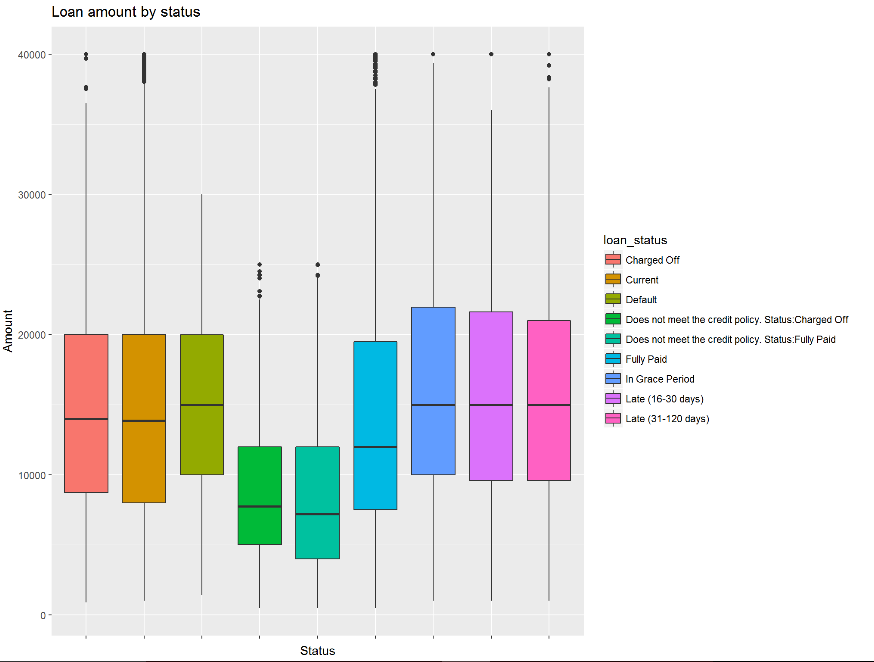 Loan amount by status
40000
30000
20000
10000
0
Amount
Status
loan_status
Charged Off
Current
Default
Does not meet the credit policy. Status:Charged Off
Does not meet the credit policy. Status:Fully Paid
Fully Paid
In Grace Period
Late (16-30 days)
Late (31-120 days)